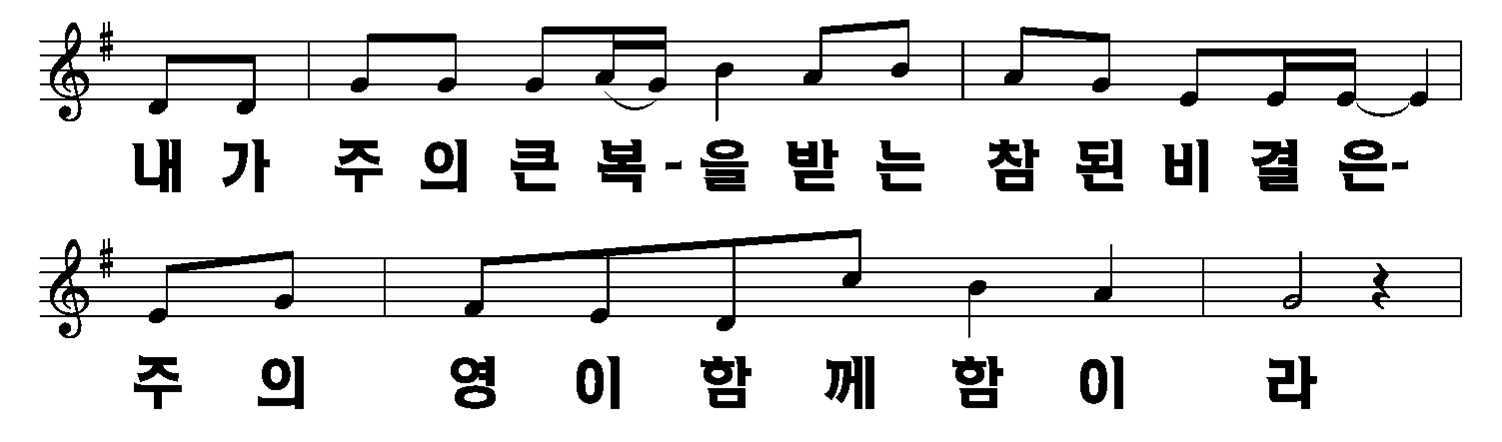 내 가 주 의 큰 복 - 을 받 는 참 된 비 결 은-
주 의 영 이 함 께 함 이 라